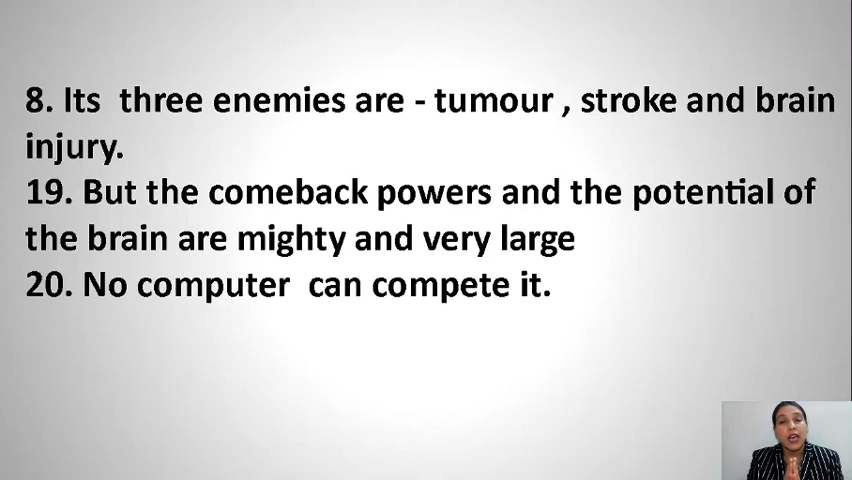 8. Its  three enemies are - tumour , stroke and brain
injury.
19. But the comeback powers and the potential of
the brain are mighty and very large
20. No computer  can compete it.